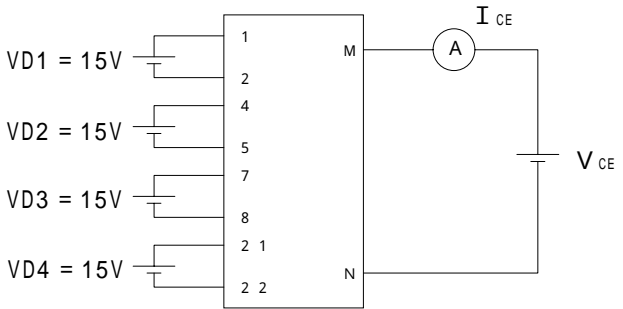 I CE
1
M
A
VD1 = 15V
2
4
VD2 = 15V
5
V CE
7
VD3 = 15V
8
2 1
VD4 = 15V
N
2 2